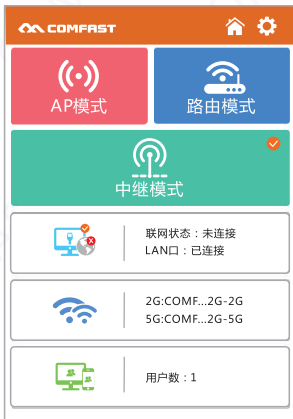 COMFAST
AP模式
路由模式
中继模式
联网状态：未连接
LAN口：已连接
2G:COMF...2G-2G
5G:COMF...2G-5G
用户数：1